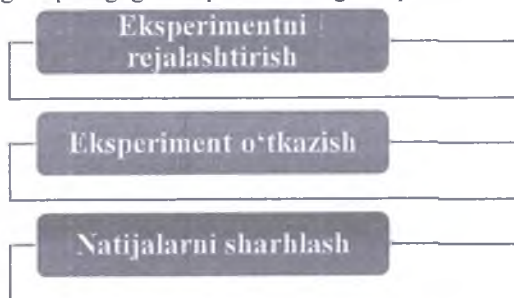 Eksperimentni
rejalashtirish
Eksperiment o‘tkazish
Natijalarni sharhlash